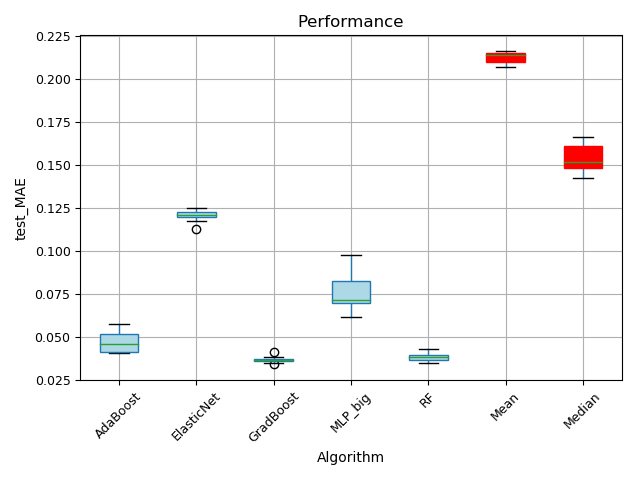 Performance
0.225
0.200
0.175
0.150
0.125
0.100
0.075
0.050
0.025
test_MAE
AdaBoost
ElasticNet
GradBoost
MLP_big
RF
Mean
Median
Algorithm